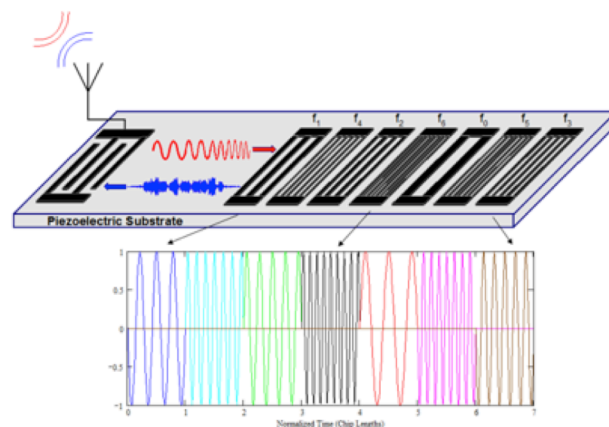 f1 f4 f2 f6 f0 f5 f3
Piezoelectric Substrate
1
0.5
0
−0.5
−1
0 1 2 3 4 5 6 7
Normalized Time (Chip Lengths)